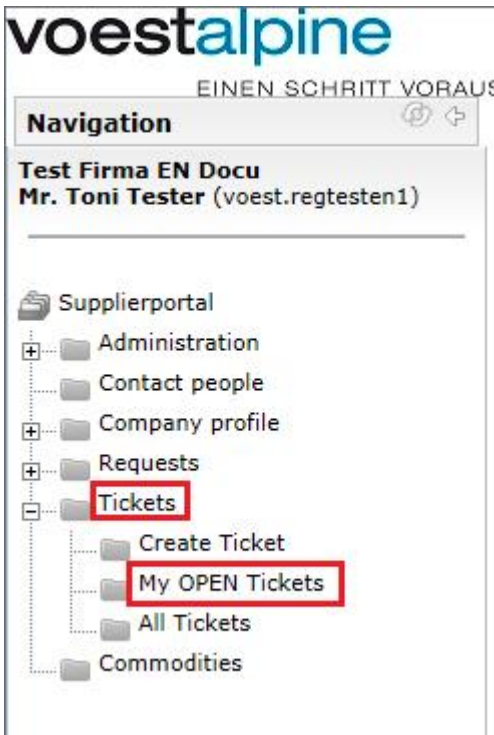 voestalpine
EINEN SCHRITT VORAUS
Navigation
Test Firma EN Docu
Mr. Toni Tester (voest.regtesten1)
Supplierportal
Administration
Contact people
Company profile
Requests
Tickets
Create Ticket
My OPEN Tickets
All Tickets
Commodities